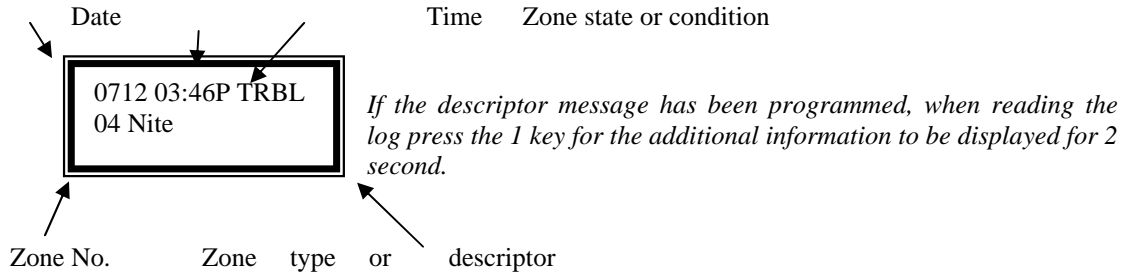 Date Time Zone state or condition
0712 03:46P TRBL
04 Nite
If the descriptor message has been programmed, when reading the
log press the 1 key for the additional information to be displayed for 2
second.
Zone No. Zone type or descriptor